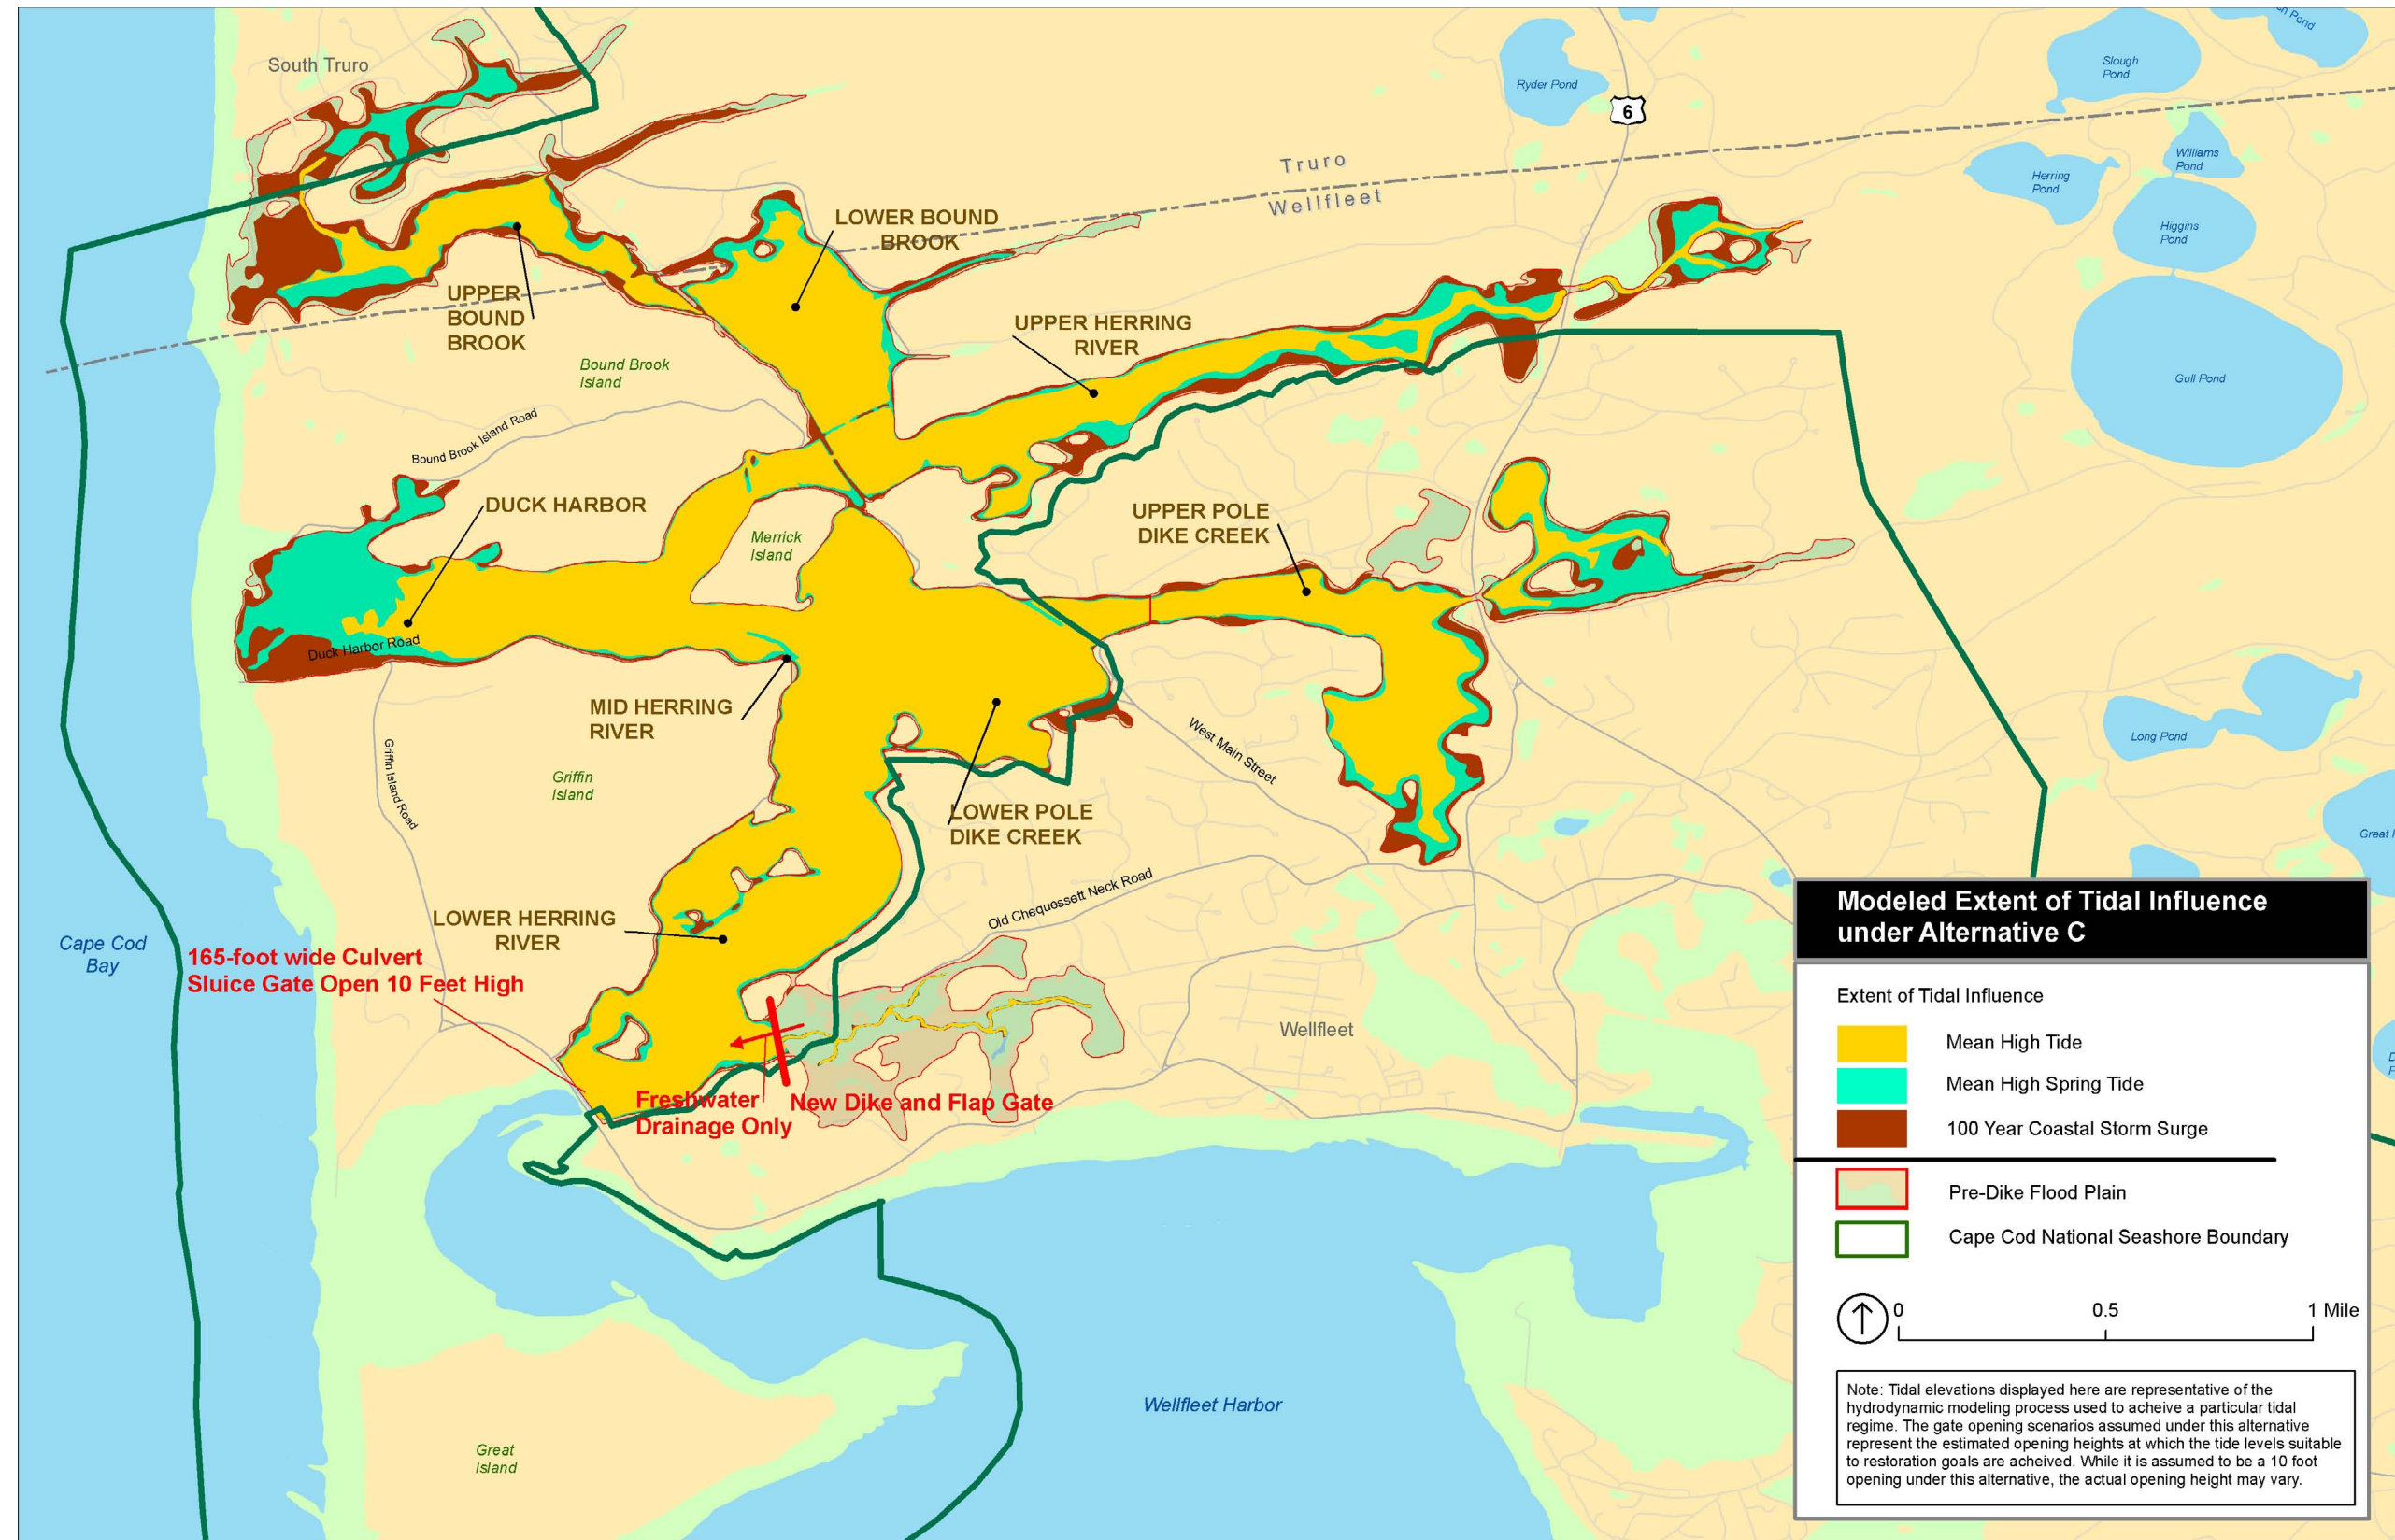 South Truro
Ryder Pond
6
Slough
Pond
Pond
Truro
Wellfleet
Williams
Pond
Herring
Pond
Higgins
Pond
Gull Pond
LOWER BOUND
BROOK
UPPER
BOUND
BROOK
UPPER HERRING
RIVER
Bound Brook
Island
Bound Brook Island Road
DUCK HARBOR
Merrick
Island
UPPER POLE
DIKE CREEK
Duck Harbor Road
MID HERRING
RIVER
Griffin Island Road
Griffin
Island
West Main Street
Long Pond
LOWER POLE
DIKE CREEK
Great
Old Chequessett Neck Road
LOWER HERRING
RIVER
Cape Cod
Bay
165-foot wide Culvert
Sluice Gate Open 10 Feet High
Wellfleet
Freshwater
Drainage Only
New Dike and Flap Gate
Wellfleet Harbor
Great
Island
Modeled Extent of Tidal Influence
under Alternative C
Extent of Tidal Influence
Mean High Tide
Mean High Spring Tide
100 Year Coastal Storm Surge
Pre-Dike Flood Plain
Cape Cod National Seashore Boundary
0 0.5 1 Mile
Note: Tidal elevations displayed here are representative of the
hydrodynamic modeling process used to acheive a particular tidal
regime. The gate opening scenarios assumed under this alternative
represent the estimated opening heights at which the tide levels suitable
to restoration goals are acheived. While it is assumed to be a 10 foot
opening under this alternative, the actual opening height may vary.